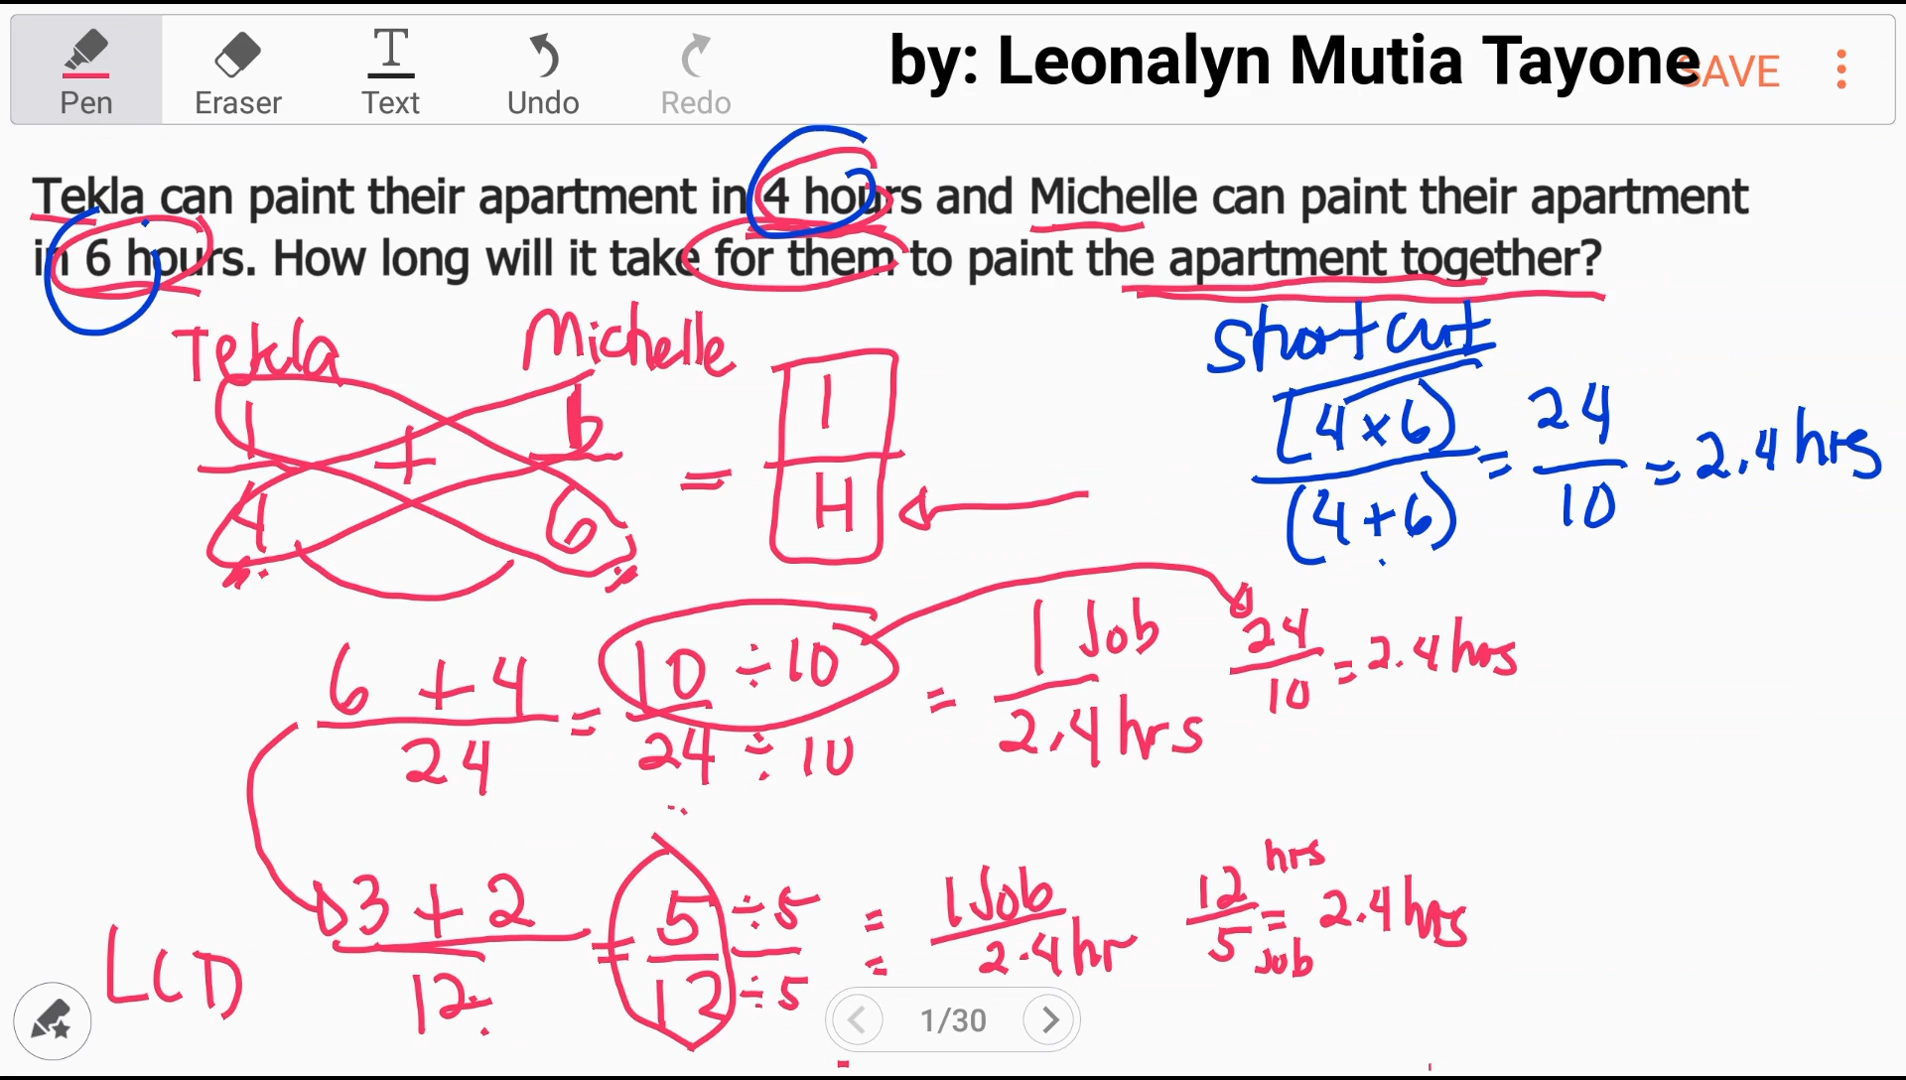 Pen Eraser Text Undo Redo by: Leonalyn Mutia Tayone SAVE
Tekla can paint their apartment in 4 hours and Michelle can paint their apartment
in 6 hours. How long will it take for them to paint the apartment together?
Tekla Michelle
1/4 + b/6 = 1/H
Shortcut
(4×6)/(4+6) = 24/10 = 2.4 hrs
6 + 4/24 = 10 ÷ 10/24 ÷ 10 = 1 Job/2.4 hrs 24/10 = 2.4 hrs
LCD 3 + 2/12 = 5/12 ÷5/÷5 = 1 Job/2.4 hr 12 hrs/5 Job = 2.4 hrs
1/30